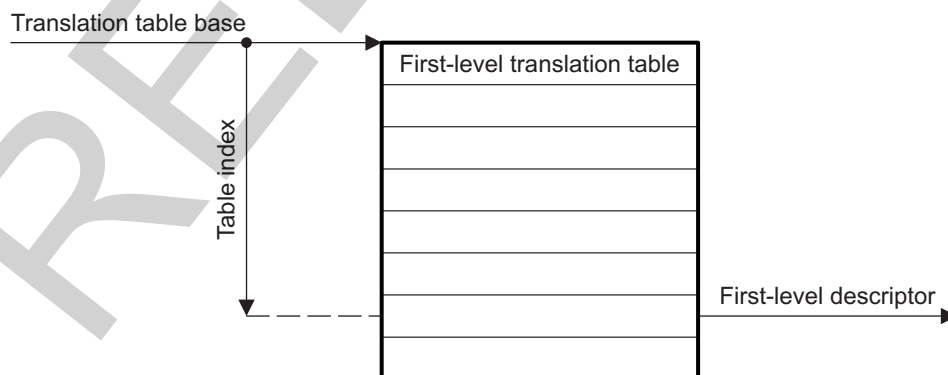 Translation table base
First-level translation table
Table index
First-level descriptor